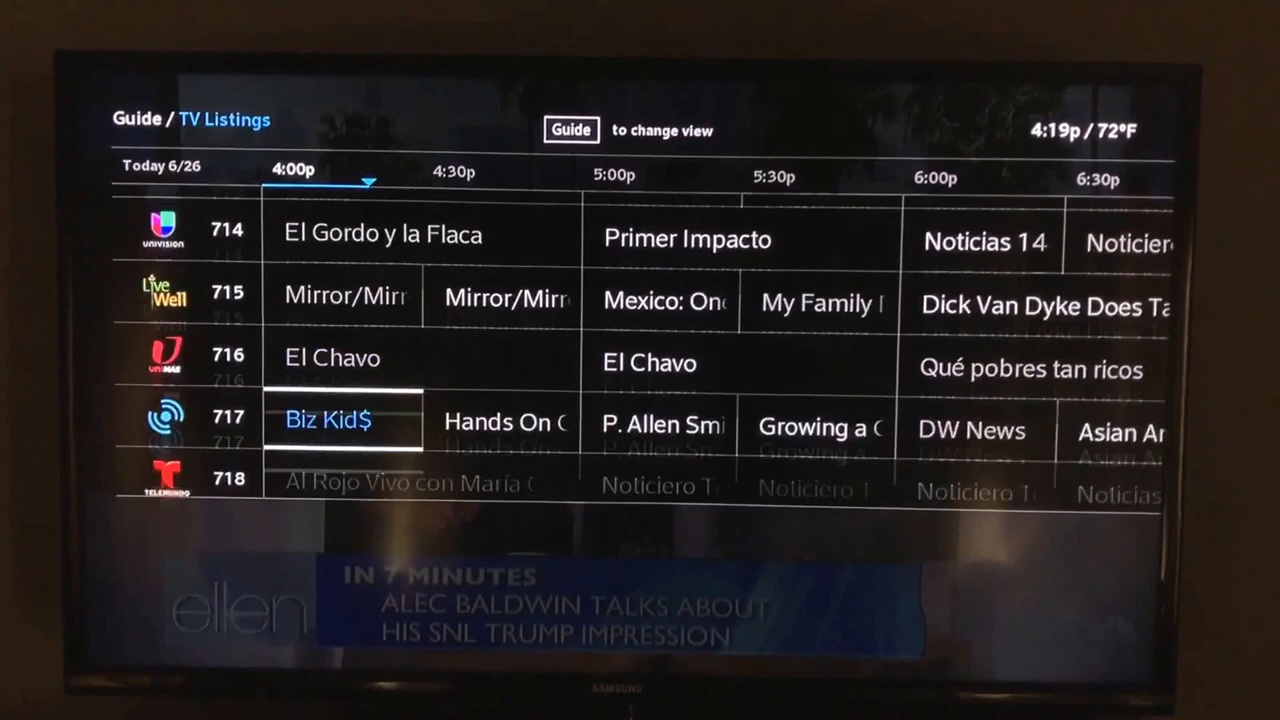 Guide / TV Listings
Guide to change view
4:19p / 72°F
Today 6/26 4:00p 4:30p 5:00p 5:30p 6:00p 6:30p
UNIVISION 714 El Gordo y la Flaca Primer Impacto Noticias 14 Noticier
Live Well 715 Mirror/Mirr Mirror/Mirr Mexico: On My Family Dick Van Dyke Does Ta
UNIMÁS 716 El Chavo El Chavo Qué pobres tan ricos
717 Biz Kid$ Hands On P. Allen Smi Growing a DW News Asian Ar
TELEMUNDO 718 Al Rojo Vivo con María Noticiero T Noticiero Noticiero T Noticias
ellen
IN 7 MINUTES
ALEC BALDWIN TALKS ABOUT
HIS SNL TRUMP IMPRESSION
SAMSUNG